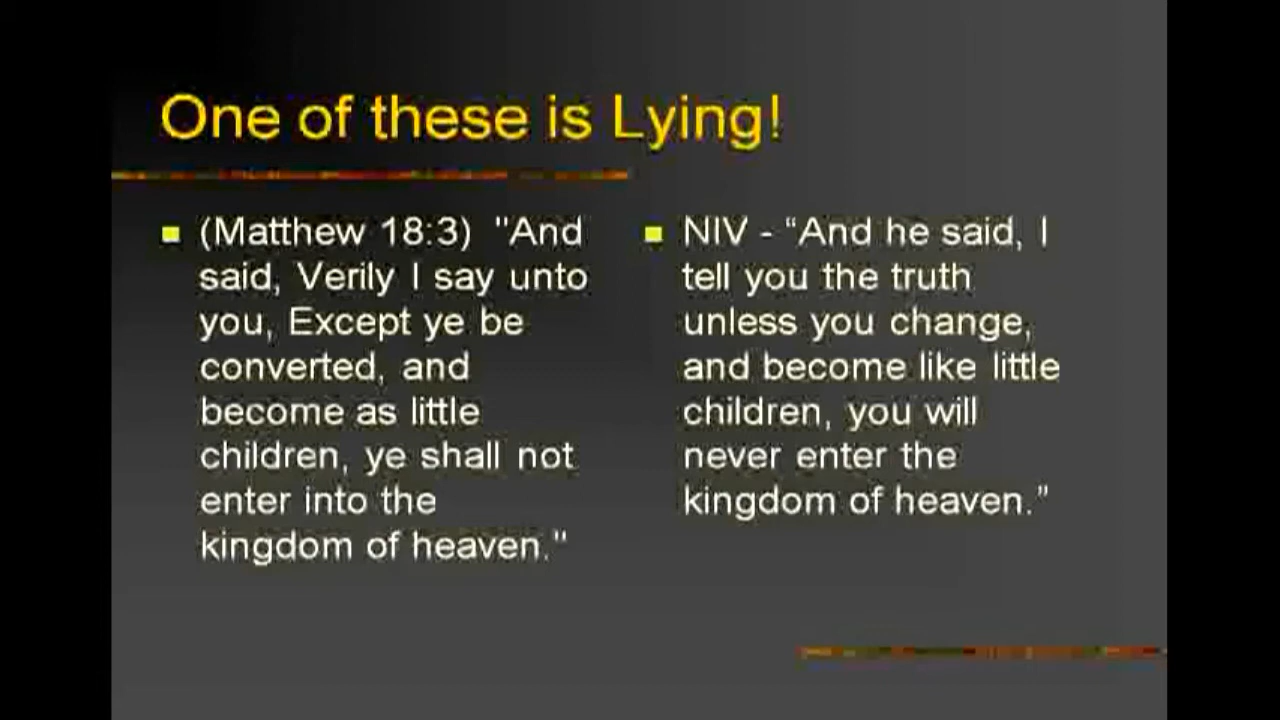 One of these is Lying!
(Matthew 18:3) "And
said, Verily I say unto
you, Except ye be
converted, and
become as little
children, ye shall not
enter into the
kingdom of heaven."
NIV - “And he said, I
tell you the truth
unless you change,
and become like little
children, you will
never enter the
kingdom of heaven.”